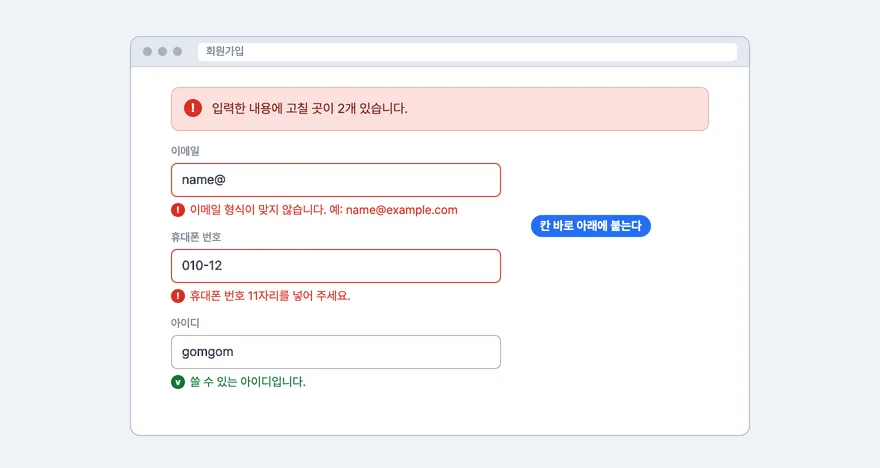 회원가입
! 입력한 내용에 고칠 곳이 2개 있습니다.
이메일
name@
! 이메일 형식이 맞지 않습니다. 예: name@example.com
칸 바로 아래에 붙는다
휴대폰 번호
010-12
! 휴대폰 번호 11자리를 넣어 주세요.
아이디
gomgom
v 쓸 수 있는 아이디입니다.